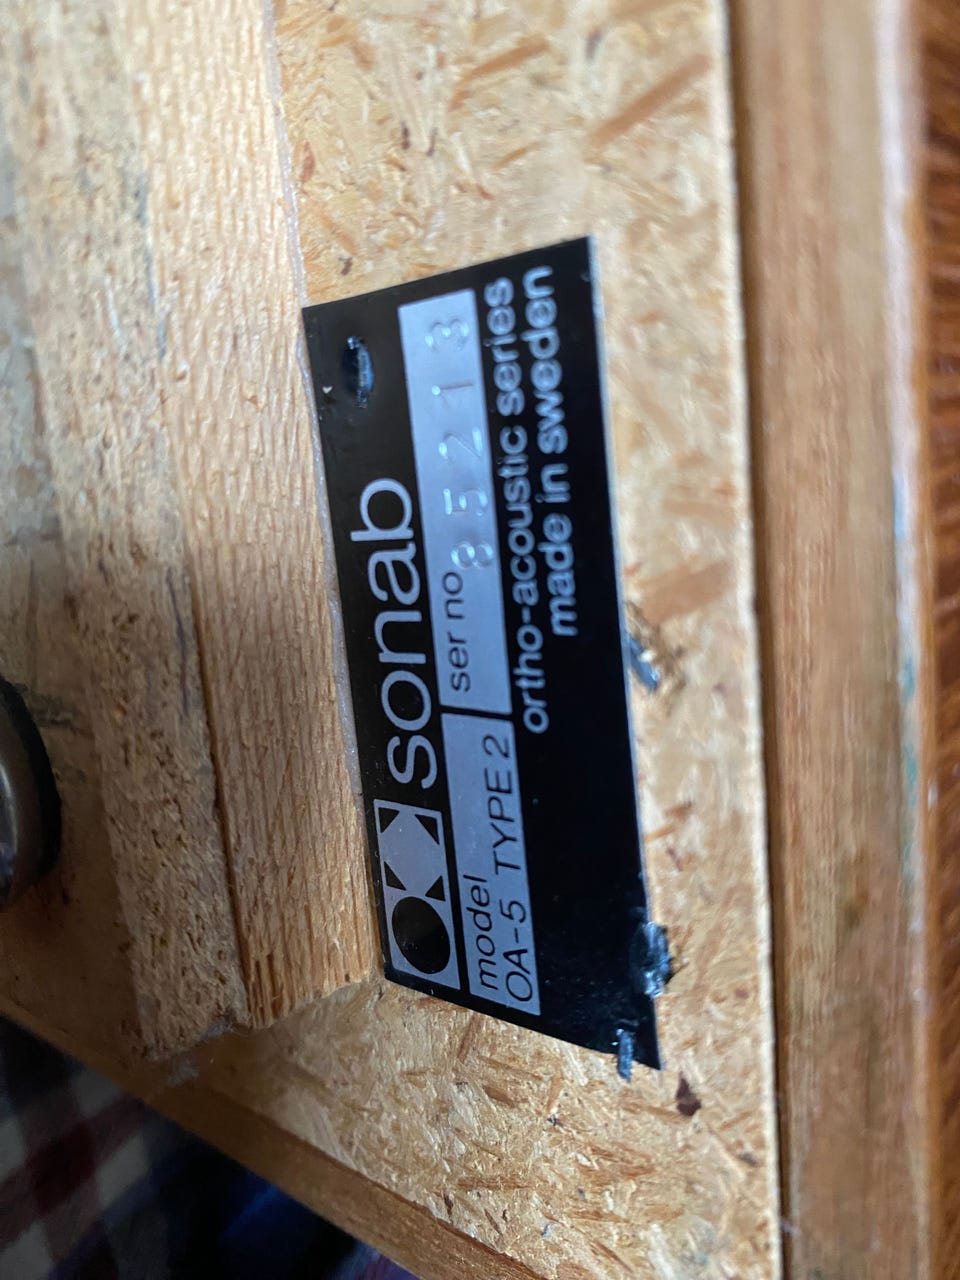 sonab
model
OA-5 TYPE 2
ser no
85213
ortho-acoustic series
made in sweden